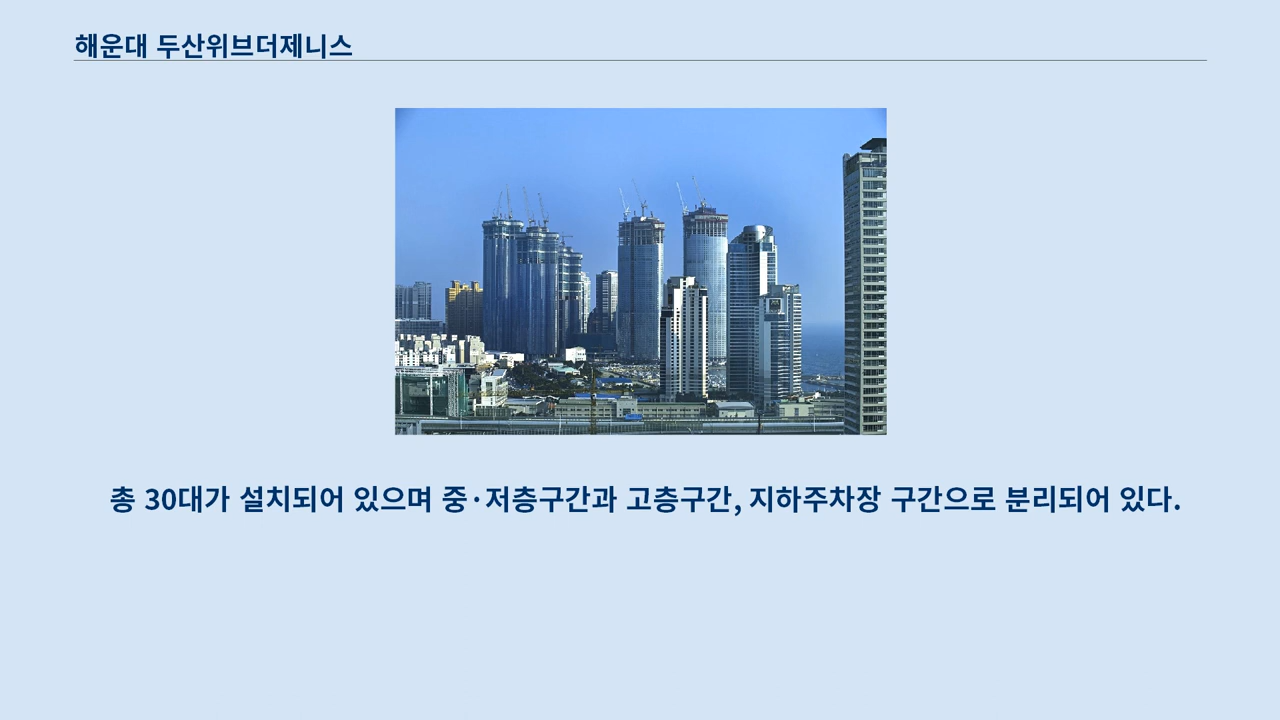 해운대 두산위브더제니스
총 30대가 설치되어 있으며 중·저층구간과 고층구간, 지하주차장 구간으로 분리되어 있다.